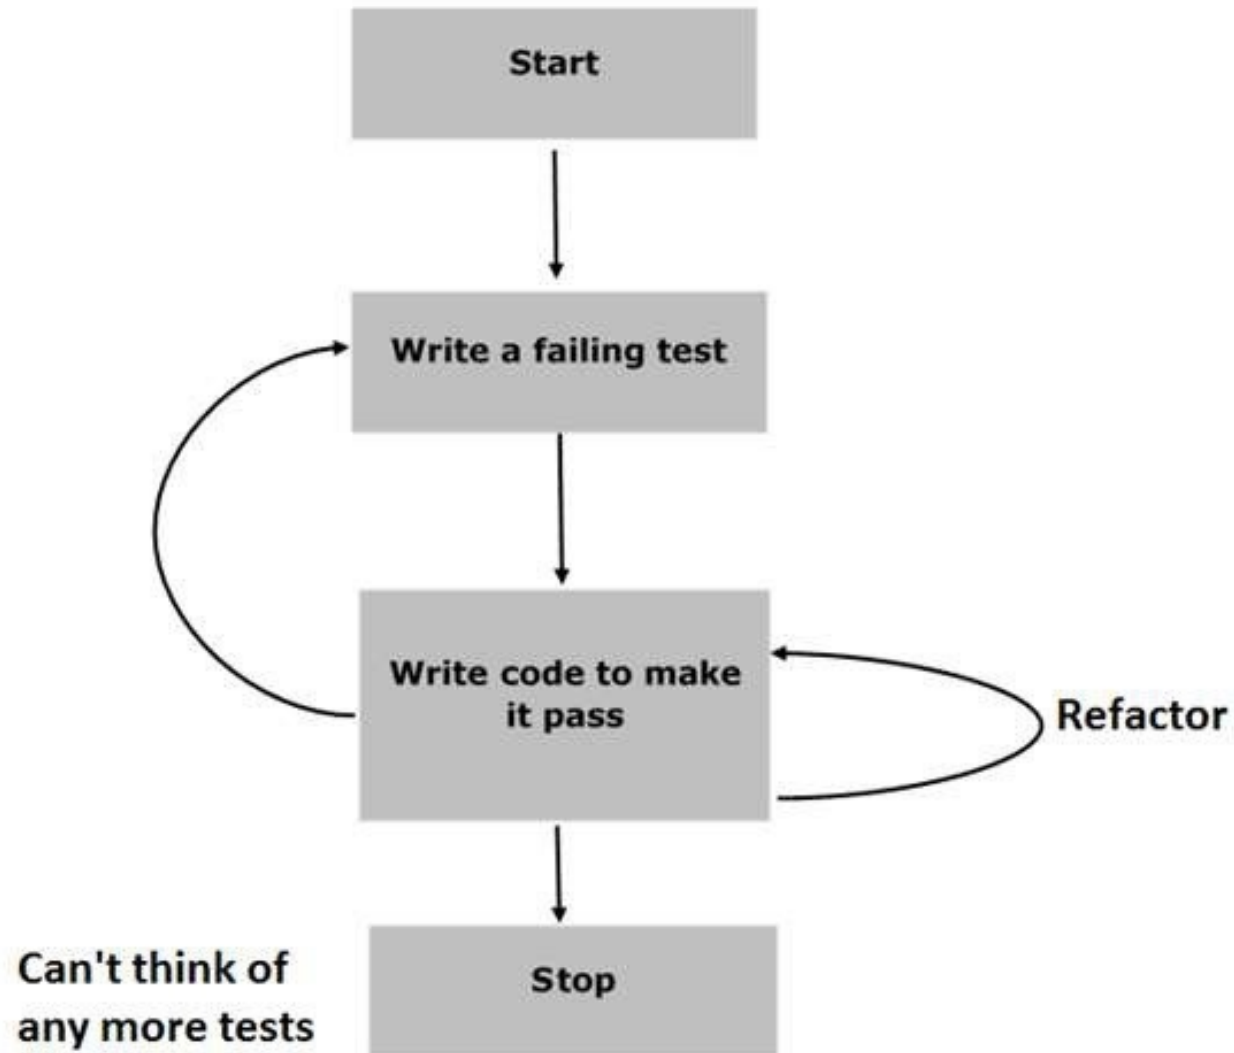 Start
Write a failing test
Write code to make
it pass
Refactor
Can't think of
any more tests
Stop